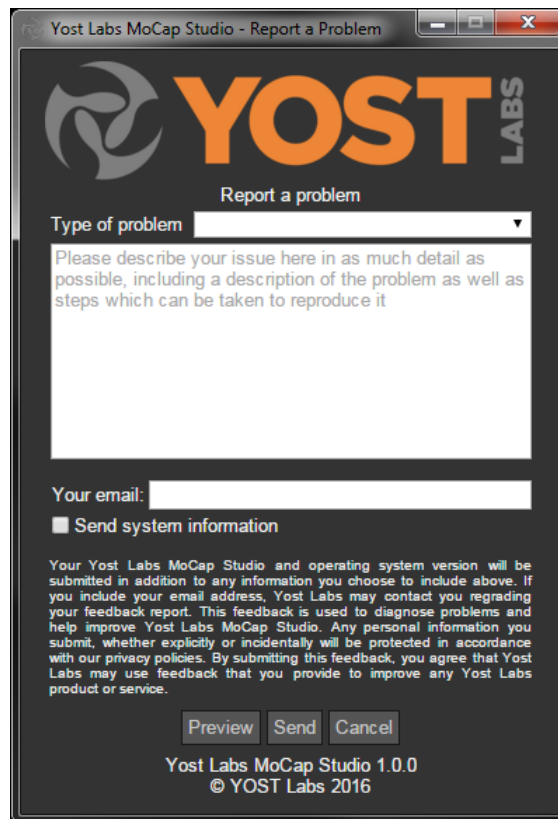 Yost Labs MoCap Studio - Report a Problem
YOST LABS
Report a problem
Type of problem
Please describe your issue here in as much detail as
possible, including a description of the problem as well as
steps which can be taken to reproduce it
Your email:
Send system information
Your Yost Labs MoCap Studio and operating system version will be
submitted in addition to any information you choose to include above. If
you include your email address, Yost Labs may contact you regrading
your feedback report. This feedback is used to diagnose problems and
help improve Yost Labs MoCap Studio. Any personal information you
submit, whether explicitly or incidentally will be protected in accordance
with our privacy policies. By submitting this feedback, you agree that Yost
Labs may use feedback that you provide to improve any Yost Labs
product or service.
Preview Send Cancel
Yost Labs MoCap Studio 1.0.0
© YOST Labs 2016